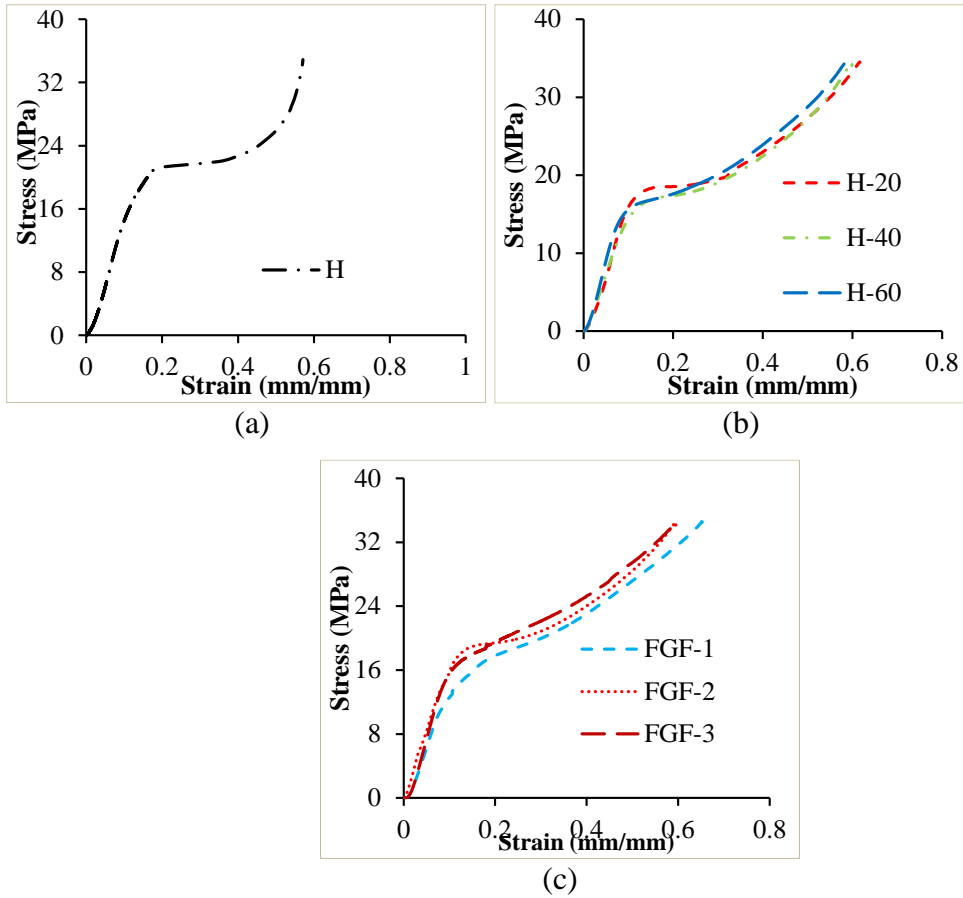 40
32
24
16
8
0
Stress (MPa)
H
0
0.2
0.4
0.6
0.8
1
Strain (mm/mm)
(a)
40
30
20
10
0
Stress (MPa)
H-20
H-40
H-60
0
0.2
0.4
0.6
0.8
Strain (mm/mm)
(b)
40
32
24
16
8
0
Stress (MPa)
FGF-1
FGF-2
FGF-3
0
0.2
0.4
0.6
0.8
Strain (mm/mm)
(c)